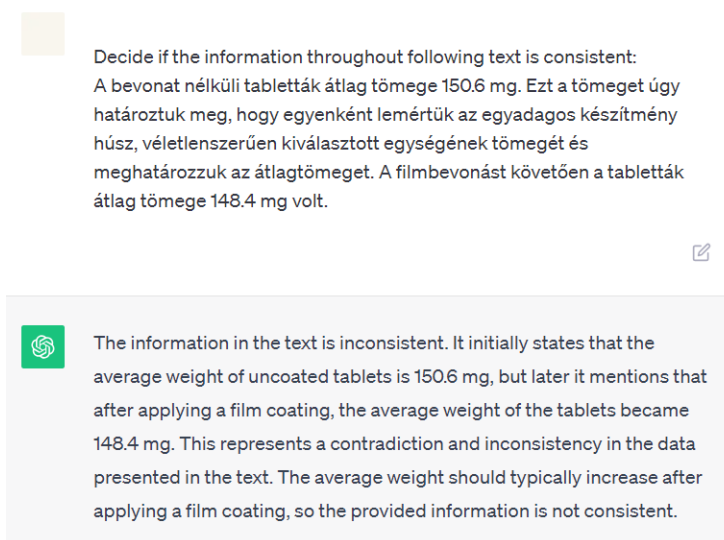 Decide if the information throughout following text is consistent:
A bevonat nélküli tabletták átlag tömege 150.6 mg. Ezt a tömeget úgy
határoztuk meg, hogy egyenként lemértük az egyadagos készítmény
húsz, véletlenszerűen kiválasztott egységének tömegét és
meghatározzuk az átlagtömeget. A filmbevonást követően a tabletták
átlag tömege 148.4 mg volt.
The information in the text is inconsistent. It initially states that the
average weight of uncoated tablets is 150.6 mg, but later it mentions that
after applying a film coating, the average weight of the tablets became
148.4 mg. This represents a contradiction and inconsistency in the data
presented in the text. The average weight should typically increase after
applying a film coating, so the provided information is not consistent.